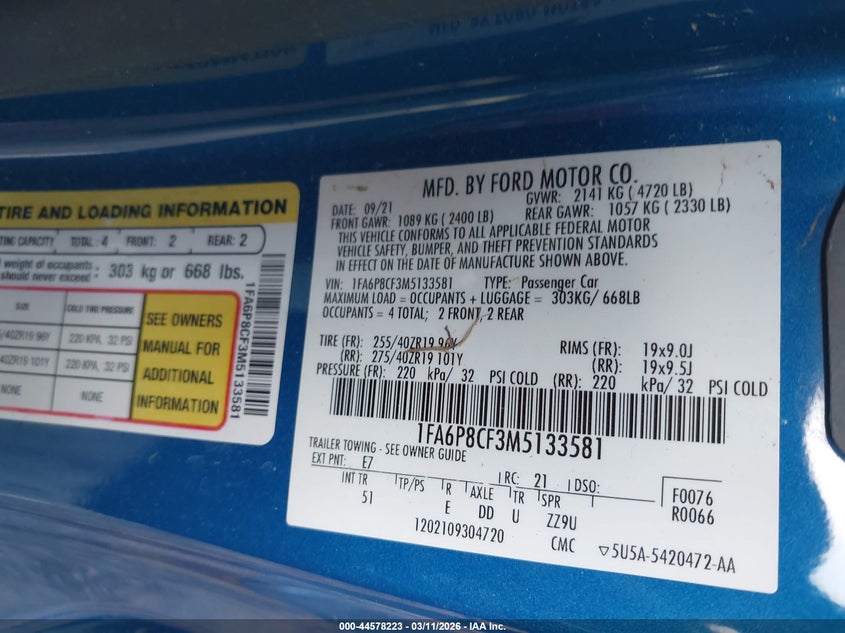 MFD. BY FORD MOTOR CO.
DATE: 09/21
GVWR: 2141 KG ( 4720 LB)
FRONT GAWR: 1089 KG ( 2400 LB)
REAR GAWR: 1057 KG ( 2330 LB)
THIS VEHICLE CONFORMS TO ALL APPLICABLE FEDERAL MOTOR
VEHICLE SAFETY, BUMPER, AND THEFT PREVENTION STANDARDS
IN EFFECT ON THE DATE OF MANUFACTURE SHOWN ABOVE.
VIN: 1FA6P8CF3M5133581 TYPE: Passenger Car
MAXIMUM LOAD = OCCUPANTS + LUGGAGE = 303KG/ 668LB
OCCUPANTS = 4 TOTAL; 2 FRONT, 2 REAR
TIRE (FR): 255/40ZR19 96Y RIMS (FR): 19x9.0J
(RR): 275/40ZR19 101Y (RR): 19x9.5J
PRESSURE (FR): 220 kPa/ 32 PSI COLD (RR): 220 kPa/ 32 PSI COLD
1FA6P8CF3M5133581
TRAILER TOWING - SEE OWNER GUIDE
EXT PNT: E7 RC: 21 DSO:
INT TR TP/PS R AXLE TR SPR
51 E DD U ZZ9U
F0076
R0066
1202109304720 CMC ▽5U5A-5420472-AA
TIRE AND LOADING INFORMATION
TING CAPACITY TOTAL: 4 FRONT: 2 REAR: 2
weight of occupants
should never exceed : 303 kg or 668 lbs.
SIZE COLD TIRE PRESSURE
/40ZR19 96Y 220 KPA, 32 PSI
40ZR19 101Y 220 KPA, 32 PSI
NONE NONE
SEE OWNERS
MANUAL FOR
ADDITIONAL
INFORMATION
1FA6P8CF3M5133581
000-44578223 - 03/11/2026 - © IAA Inc.